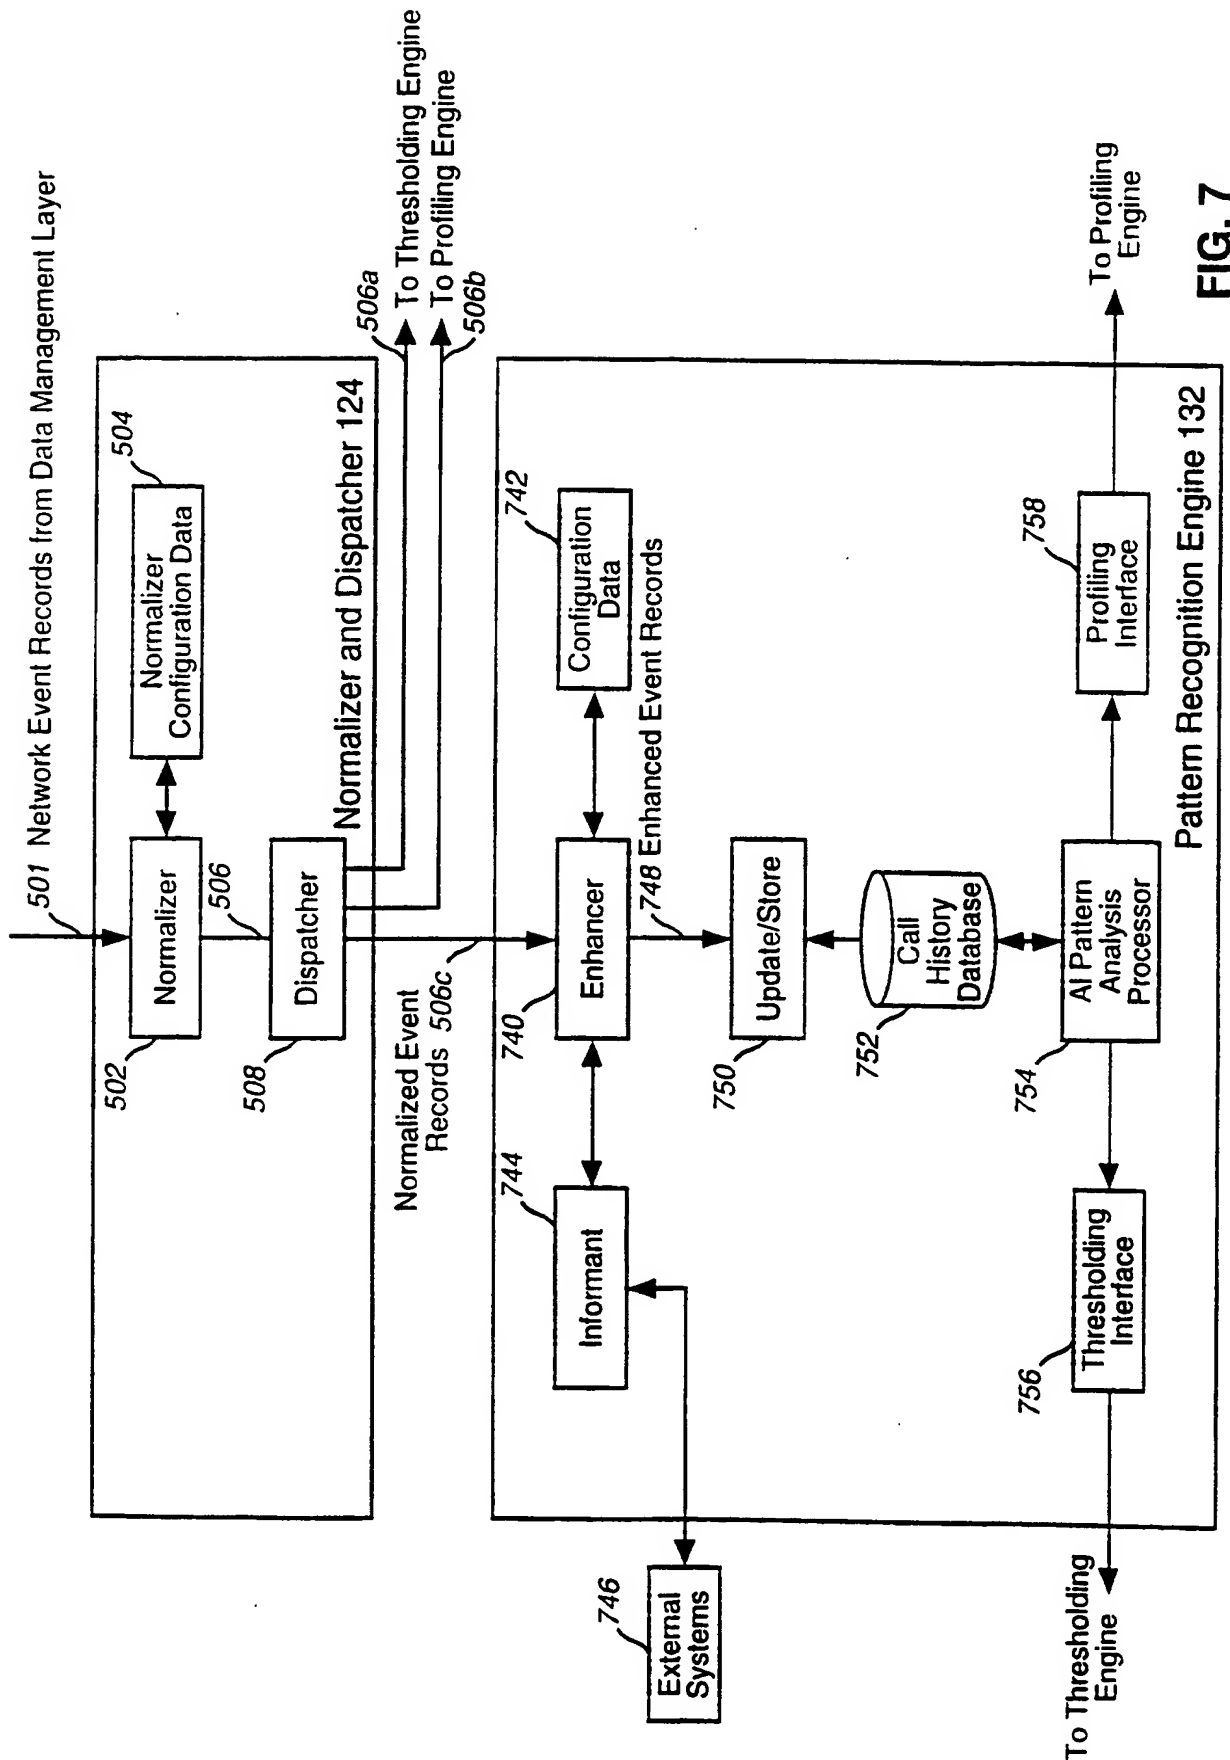 501 Network Event Records from Data Management Layer
504
Normalizer
Configuration Data
Normalizer
502
506
Dispatcher
508
Normalizer and Dispatcher 124
506a
To Thresholding Engine
To Profiling Engine
506b
Normalized Event
Records 506c
744
Informant
740
Enhancer
742
Configuration
Data
748 Enhanced Event Records
746
External
Systems
Update/Store
750
Call
History
Database
752
AI Pattern
Analysis
Processor
754
Thresholding
Interface
756
758
Profiling
Interface
Pattern Recognition Engine 132
To Thresholding
Engine
To Profiling
Engine
FIG. 7